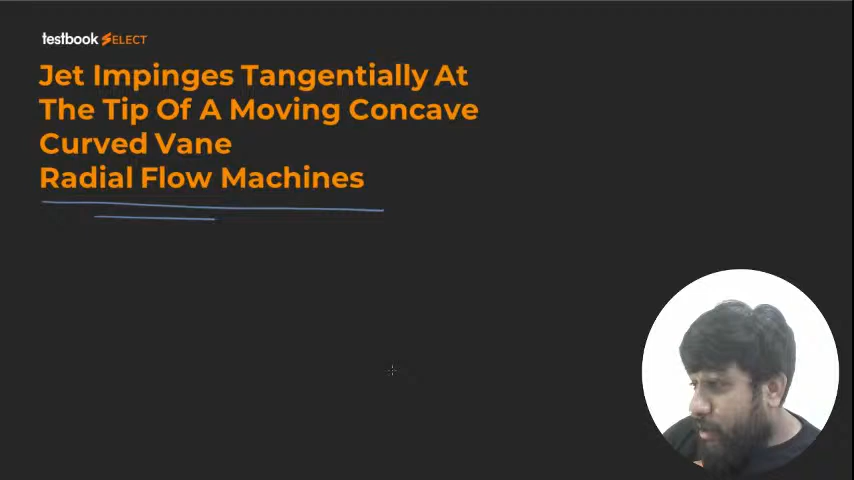 testbook SELECT
Jet Impinges Tangentially At
The Tip Of A Moving Concave
Curved Vane
Radial Flow Machines